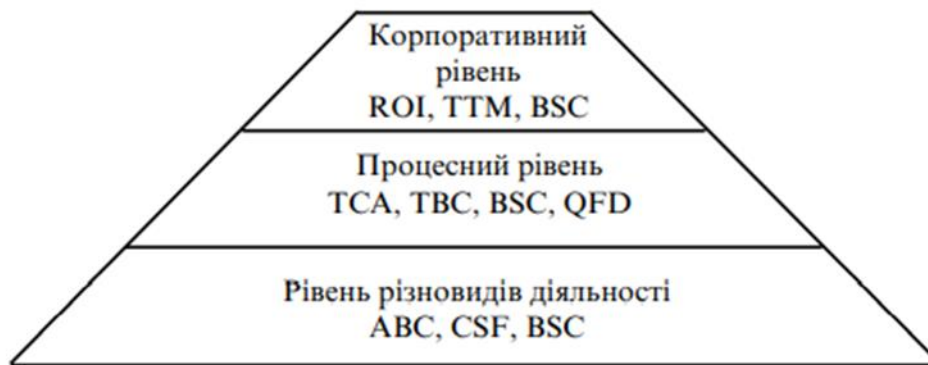 Корпоративний
рівень
ROI, TTM, BSC
Процесний рівень
TCA, TBC, BSC, QFD
Рівень різновидів діяльності
ABC, CSF, BSC